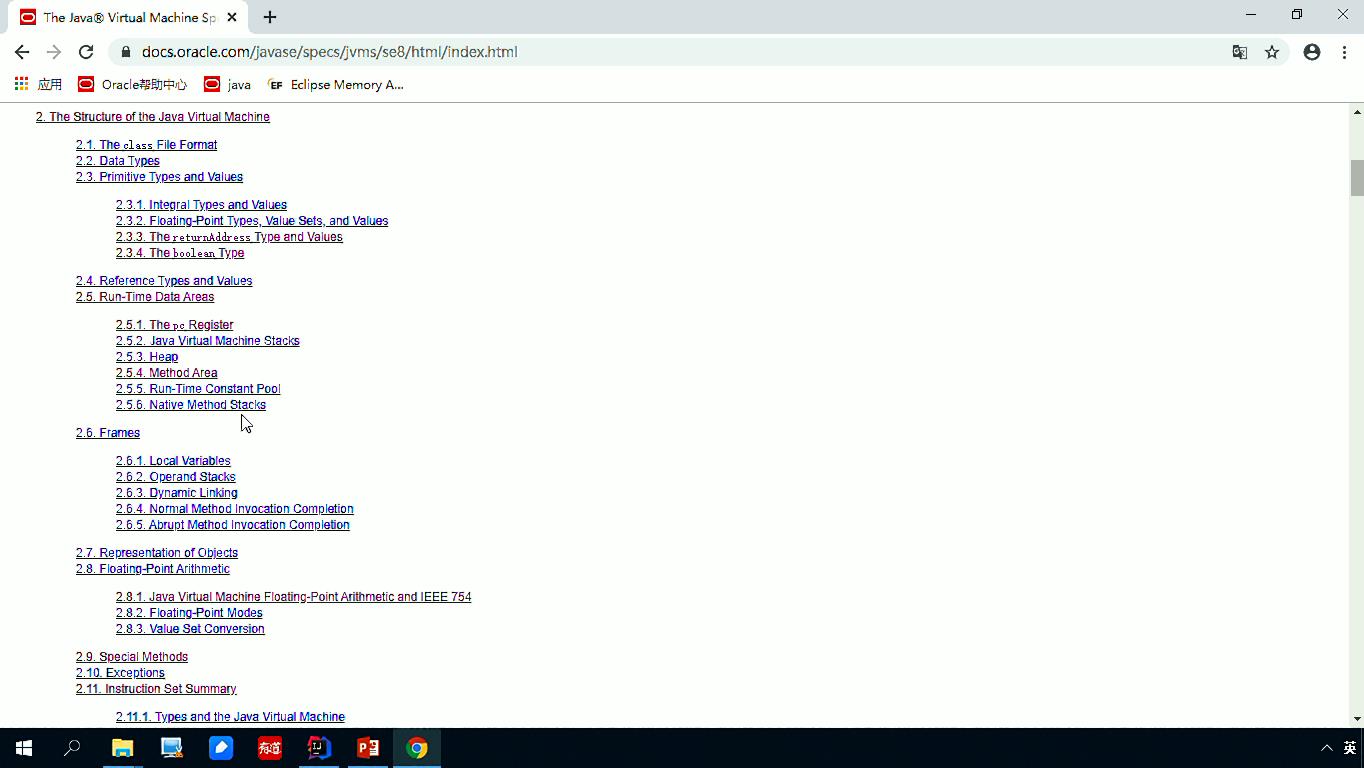 The Java® Virtual Machine Sp
docs.oracle.com/javase/specs/jvms/se8/html/index.html
应用 Oracle帮助中心 java EF Eclipse Memory A...
2. The Structure of the Java Virtual Machine
2.1. The class File Format
2.2. Data Types
2.3. Primitive Types and Values
2.3.1. Integral Types and Values
2.3.2. Floating-Point Types, Value Sets, and Values
2.3.3. The returnAddress Type and Values
2.3.4. The boolean Type
2.4. Reference Types and Values
2.5. Run-Time Data Areas
2.5.1. The pc Register
2.5.2. Java Virtual Machine Stacks
2.5.3. Heap
2.5.4. Method Area
2.5.5. Run-Time Constant Pool
2.5.6. Native Method Stacks
2.6. Frames
2.6.1. Local Variables
2.6.2. Operand Stacks
2.6.3. Dynamic Linking
2.6.4. Normal Method Invocation Completion
2.6.5. Abrupt Method Invocation Completion
2.7. Representation of Objects
2.8. Floating-Point Arithmetic
2.8.1. Java Virtual Machine Floating-Point Arithmetic and IEEE 754
2.8.2. Floating-Point Modes
2.8.3. Value Set Conversion
2.9. Special Methods
2.10. Exceptions
2.11. Instruction Set Summary
2.11.1. Types and the Java Virtual Machine
有道 IJ P 英